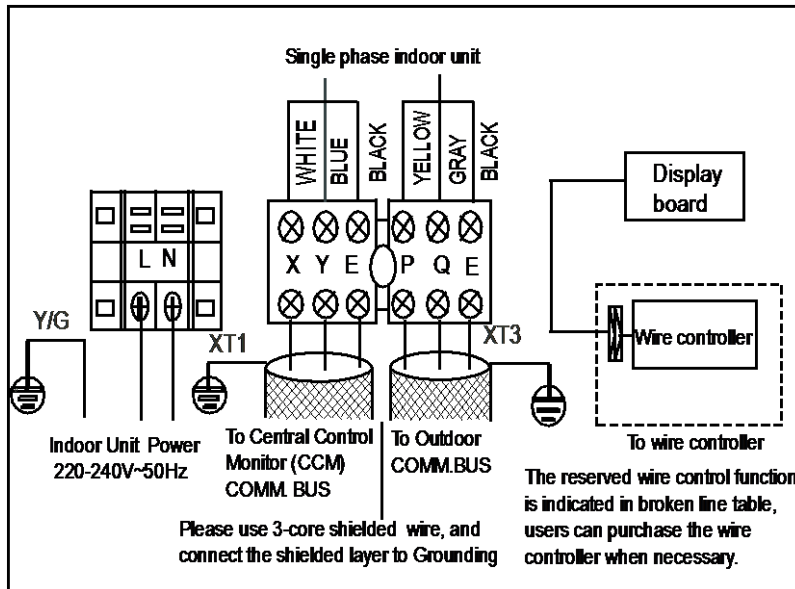 Single phase indoor unit
WHITE
BLUE
BLACK
YELLOW
GRAY
BLACK
Display
board
L N
X Y E P Q E
Y/G
XT1
XT3
Wire controller
Indoor Unit Power
220-240V~50Hz
To Central Control
Monitor (CCM)
COMM. BUS
To Outdoor
COMM.BUS
To wire controller
The reserved wire control function
is indicated in broken line table,
users can purchase the wire
controller when necessary.
Please use 3-core shielded wire, and
connect the shielded layer to Grounding